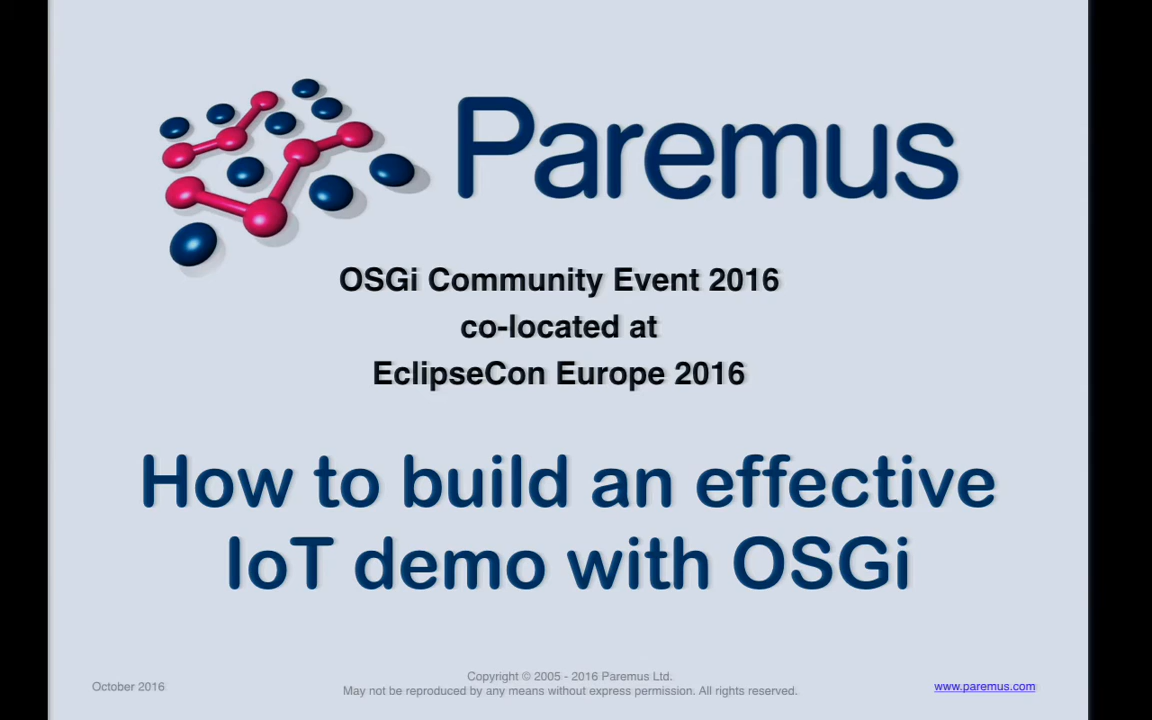 Paremus
OSGi Community Event 2016
co-located at
EclipseCon Europe 2016
How to build an effective
IoT demo with OSGi
October 2016
Copyright © 2005 - 2016 Paremus Ltd.
May not be reproduced by any means without express permission. All rights reserved.
www.paremus.com